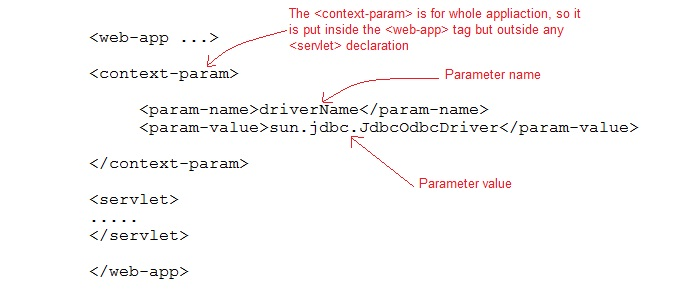 The <context-param> is for whole appliaction, so it
is put inside the <web-app> tag but outside any
<servlet> declaration
<web-app ...>
<context-param>
Parameter name
<param-name>driverName</param-name>
<param-value>sun.jdbc.JdbcOdbcDriver</param-value>
</context-param>
Parameter value
<servlet>
.....
</servlet>
</web-app>